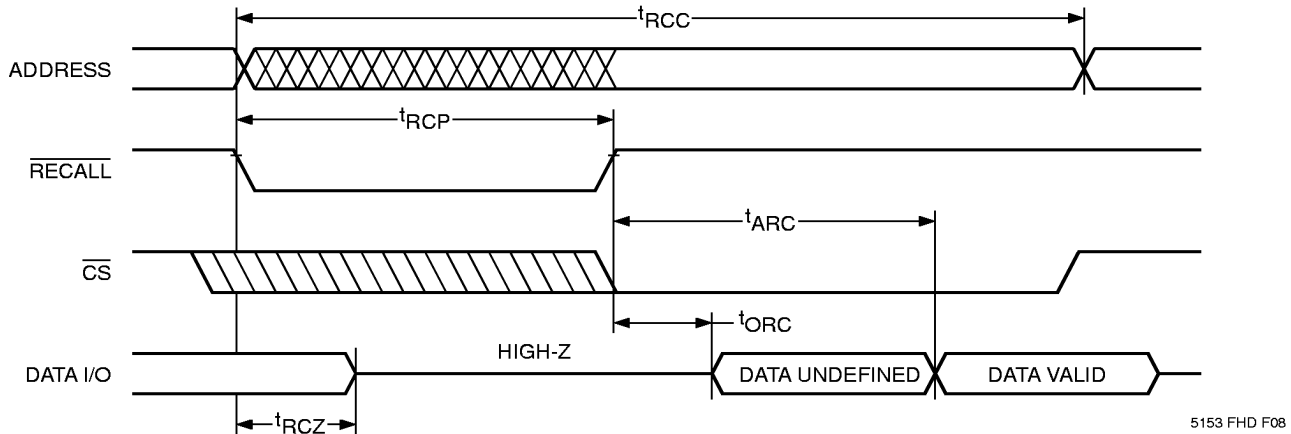 tRCC
ADDRESS
tRCP
RECALL
tARC
CS
tORC
HIGH-Z
DATA I/O
DATA UNDEFINED
DATA VALID
tRCZ
5153 FHD F08